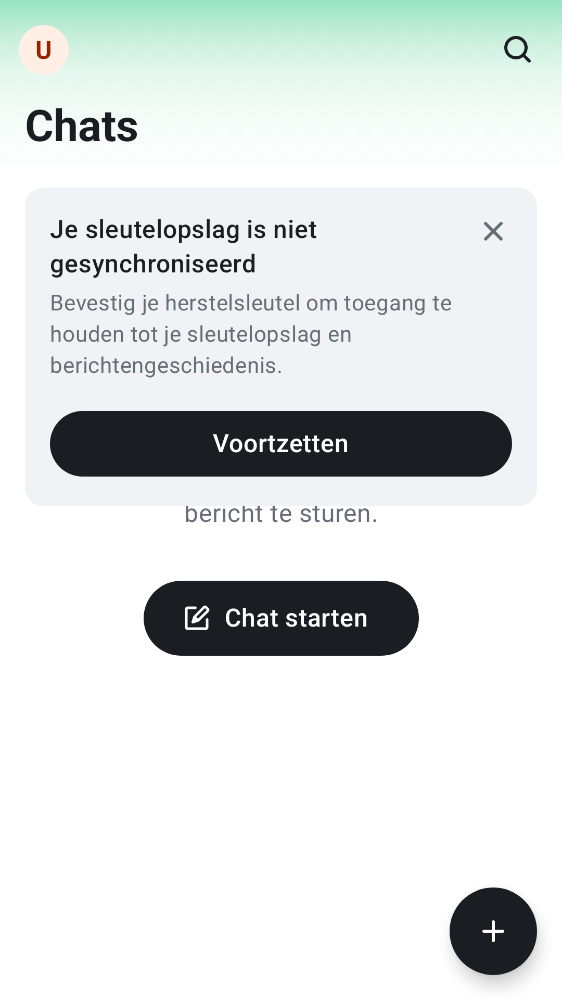 U
Chats
Je sleutelopslag is niet
gesynchroniseerd
Bevestig je herstelsleutel om toegang te
houden tot je sleutelopslag en
berichtengeschiedenis.
Voortzetten
bericht te sturen.
Chat starten